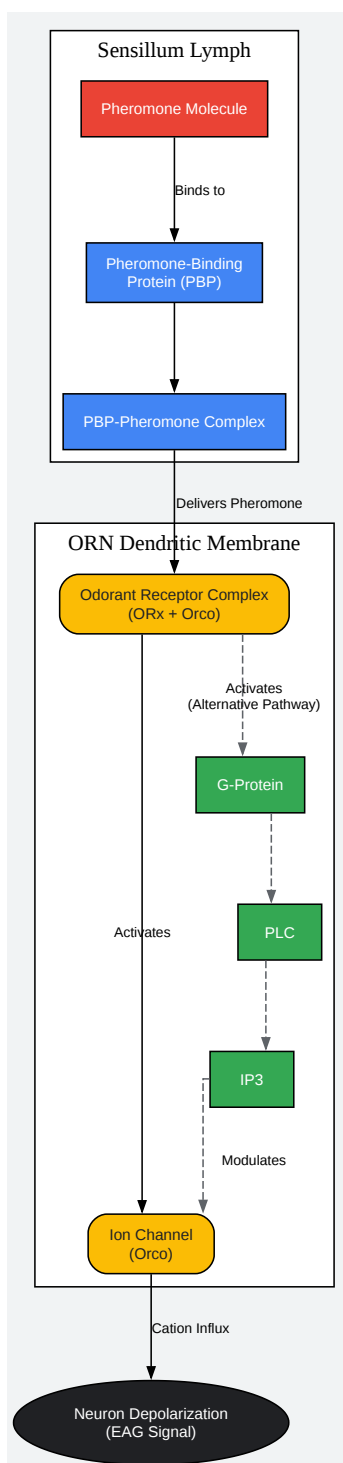 Sensillum Lymph
Pheromone Molecule
Binds to
Pheromone-Binding
Protein (PBP)
PBP-Pheromone Complex
Delivers Pheromone
ORN Dendritic Membrane
Odorant Receptor Complex
(ORx + Orco)
Activates
(Alternative Pathway)
G-Protein
PLC
Activates
IP3
Modulates
Ion Channel
(Orco)
Cation Influx
Neuron Depolarization
(EAG Signal)